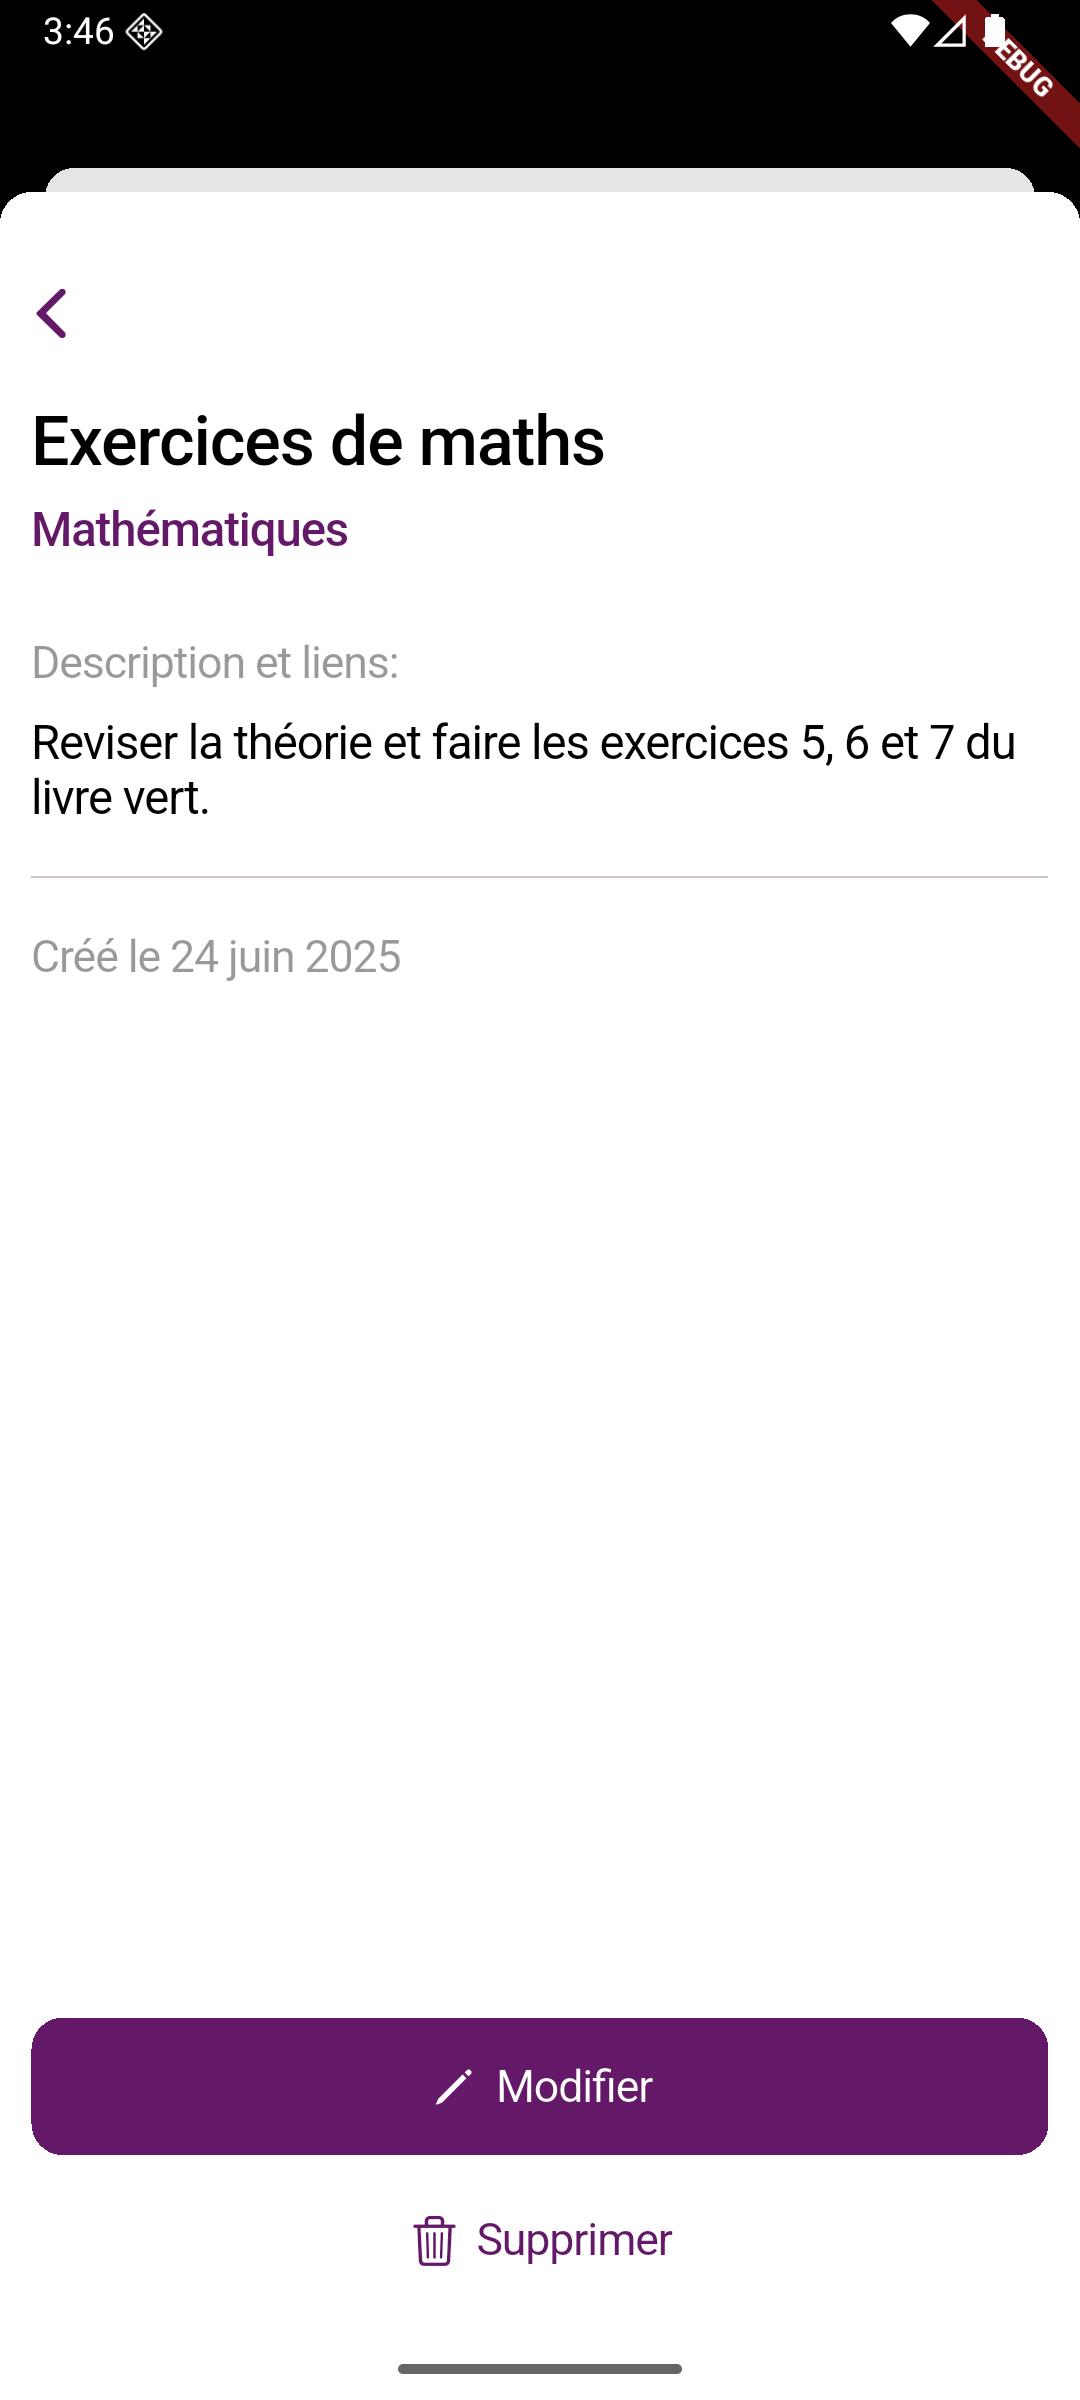 3:46
EBUG
Exercices de maths
Mathématiques
Description et liens:
Reviser la théorie et faire les exercices 5, 6 et 7 du
livre vert.
Créé le 24 juin 2025
Modifier
Supprimer